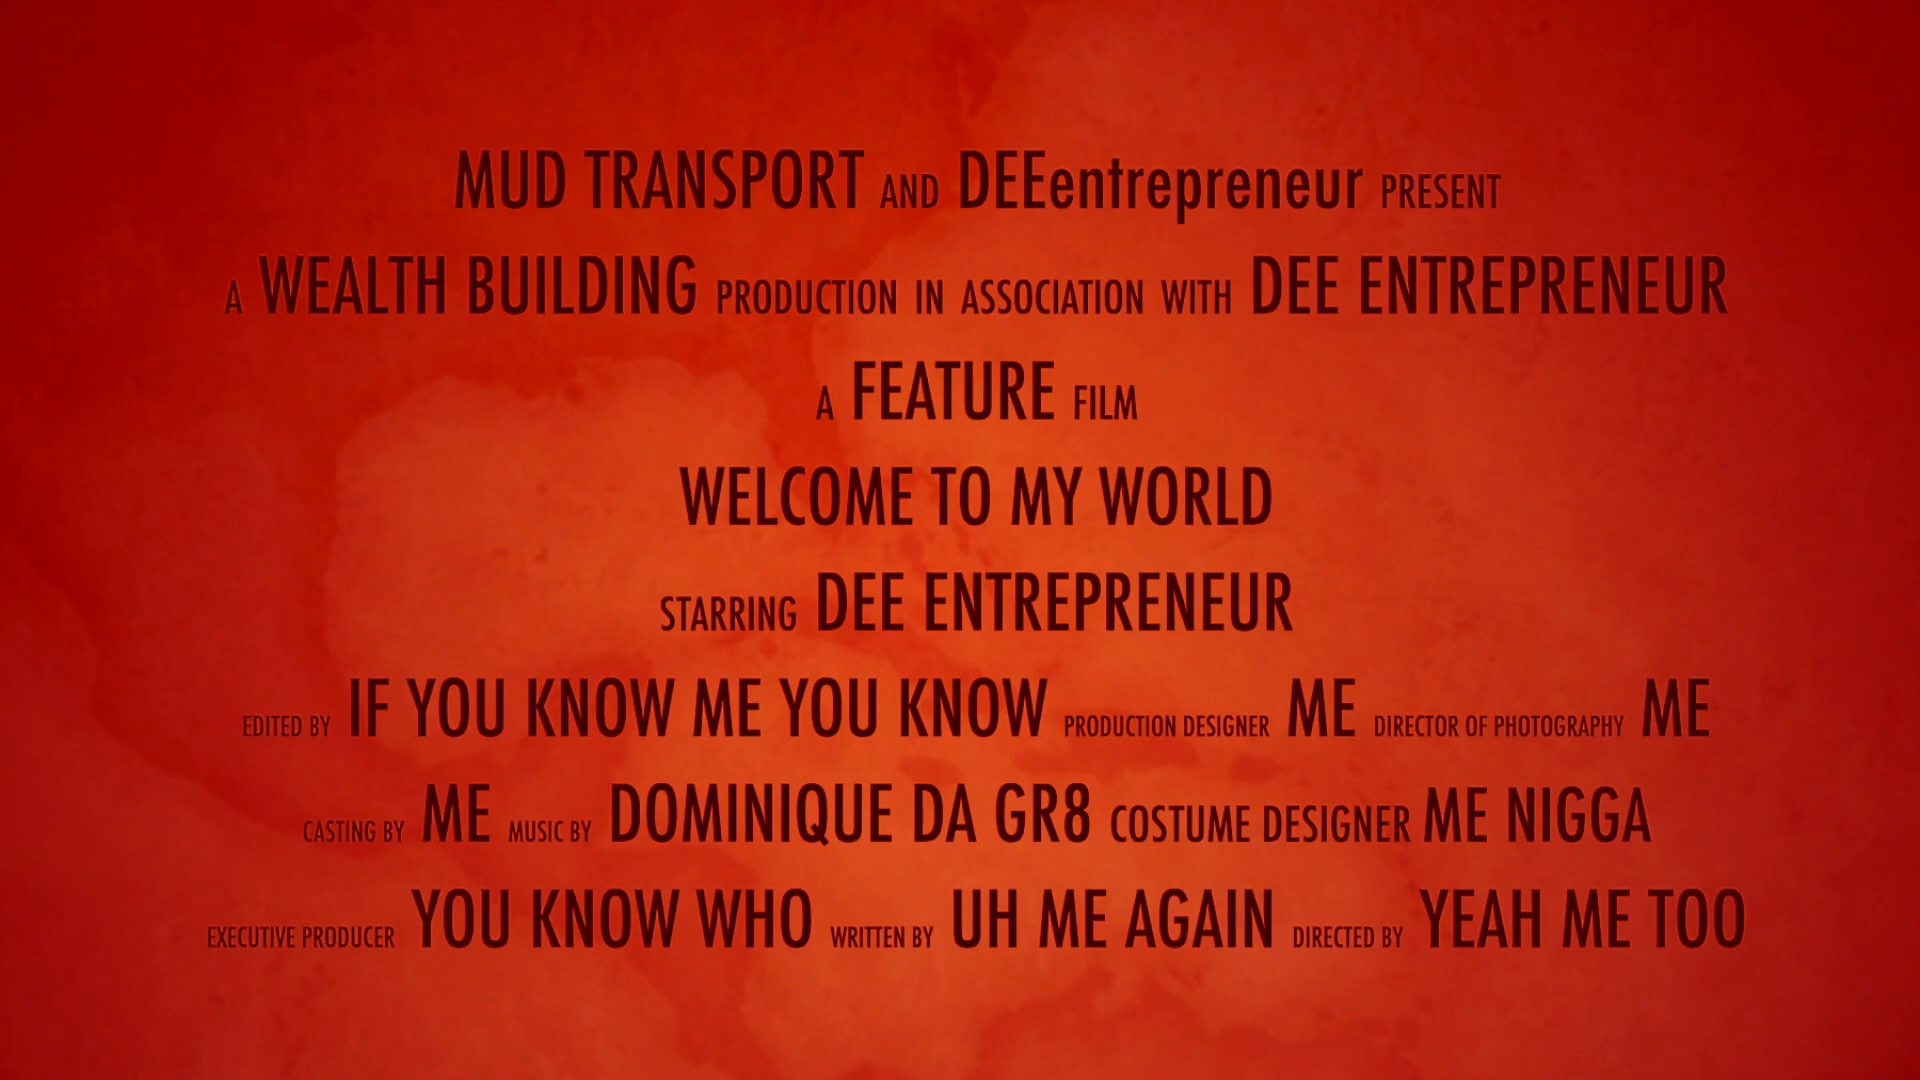 MUD TRANSPORT AND DEEentrepreneur PRESENT
A WEALTH BUILDING PRODUCTION IN ASSOCIATION WITH DEE ENTREPRENEUR
A FEATURE FILM
WELCOME TO MY WORLD
STARRING DEE ENTREPRENEUR
EDITED BY IF YOU KNOW ME YOU KNOW PRODUCTION DESIGNER ME DIRECTOR OF PHOTOGRAPHY ME
CASTING BY ME MUSIC BY DOMINIQUE DA GR8 COSTUME DESIGNER ME NIGGA
EXECUTIVE PRODUCER YOU KNOW WHO WRITTEN BY UH ME AGAIN DIRECTED BY YEAH ME TOO